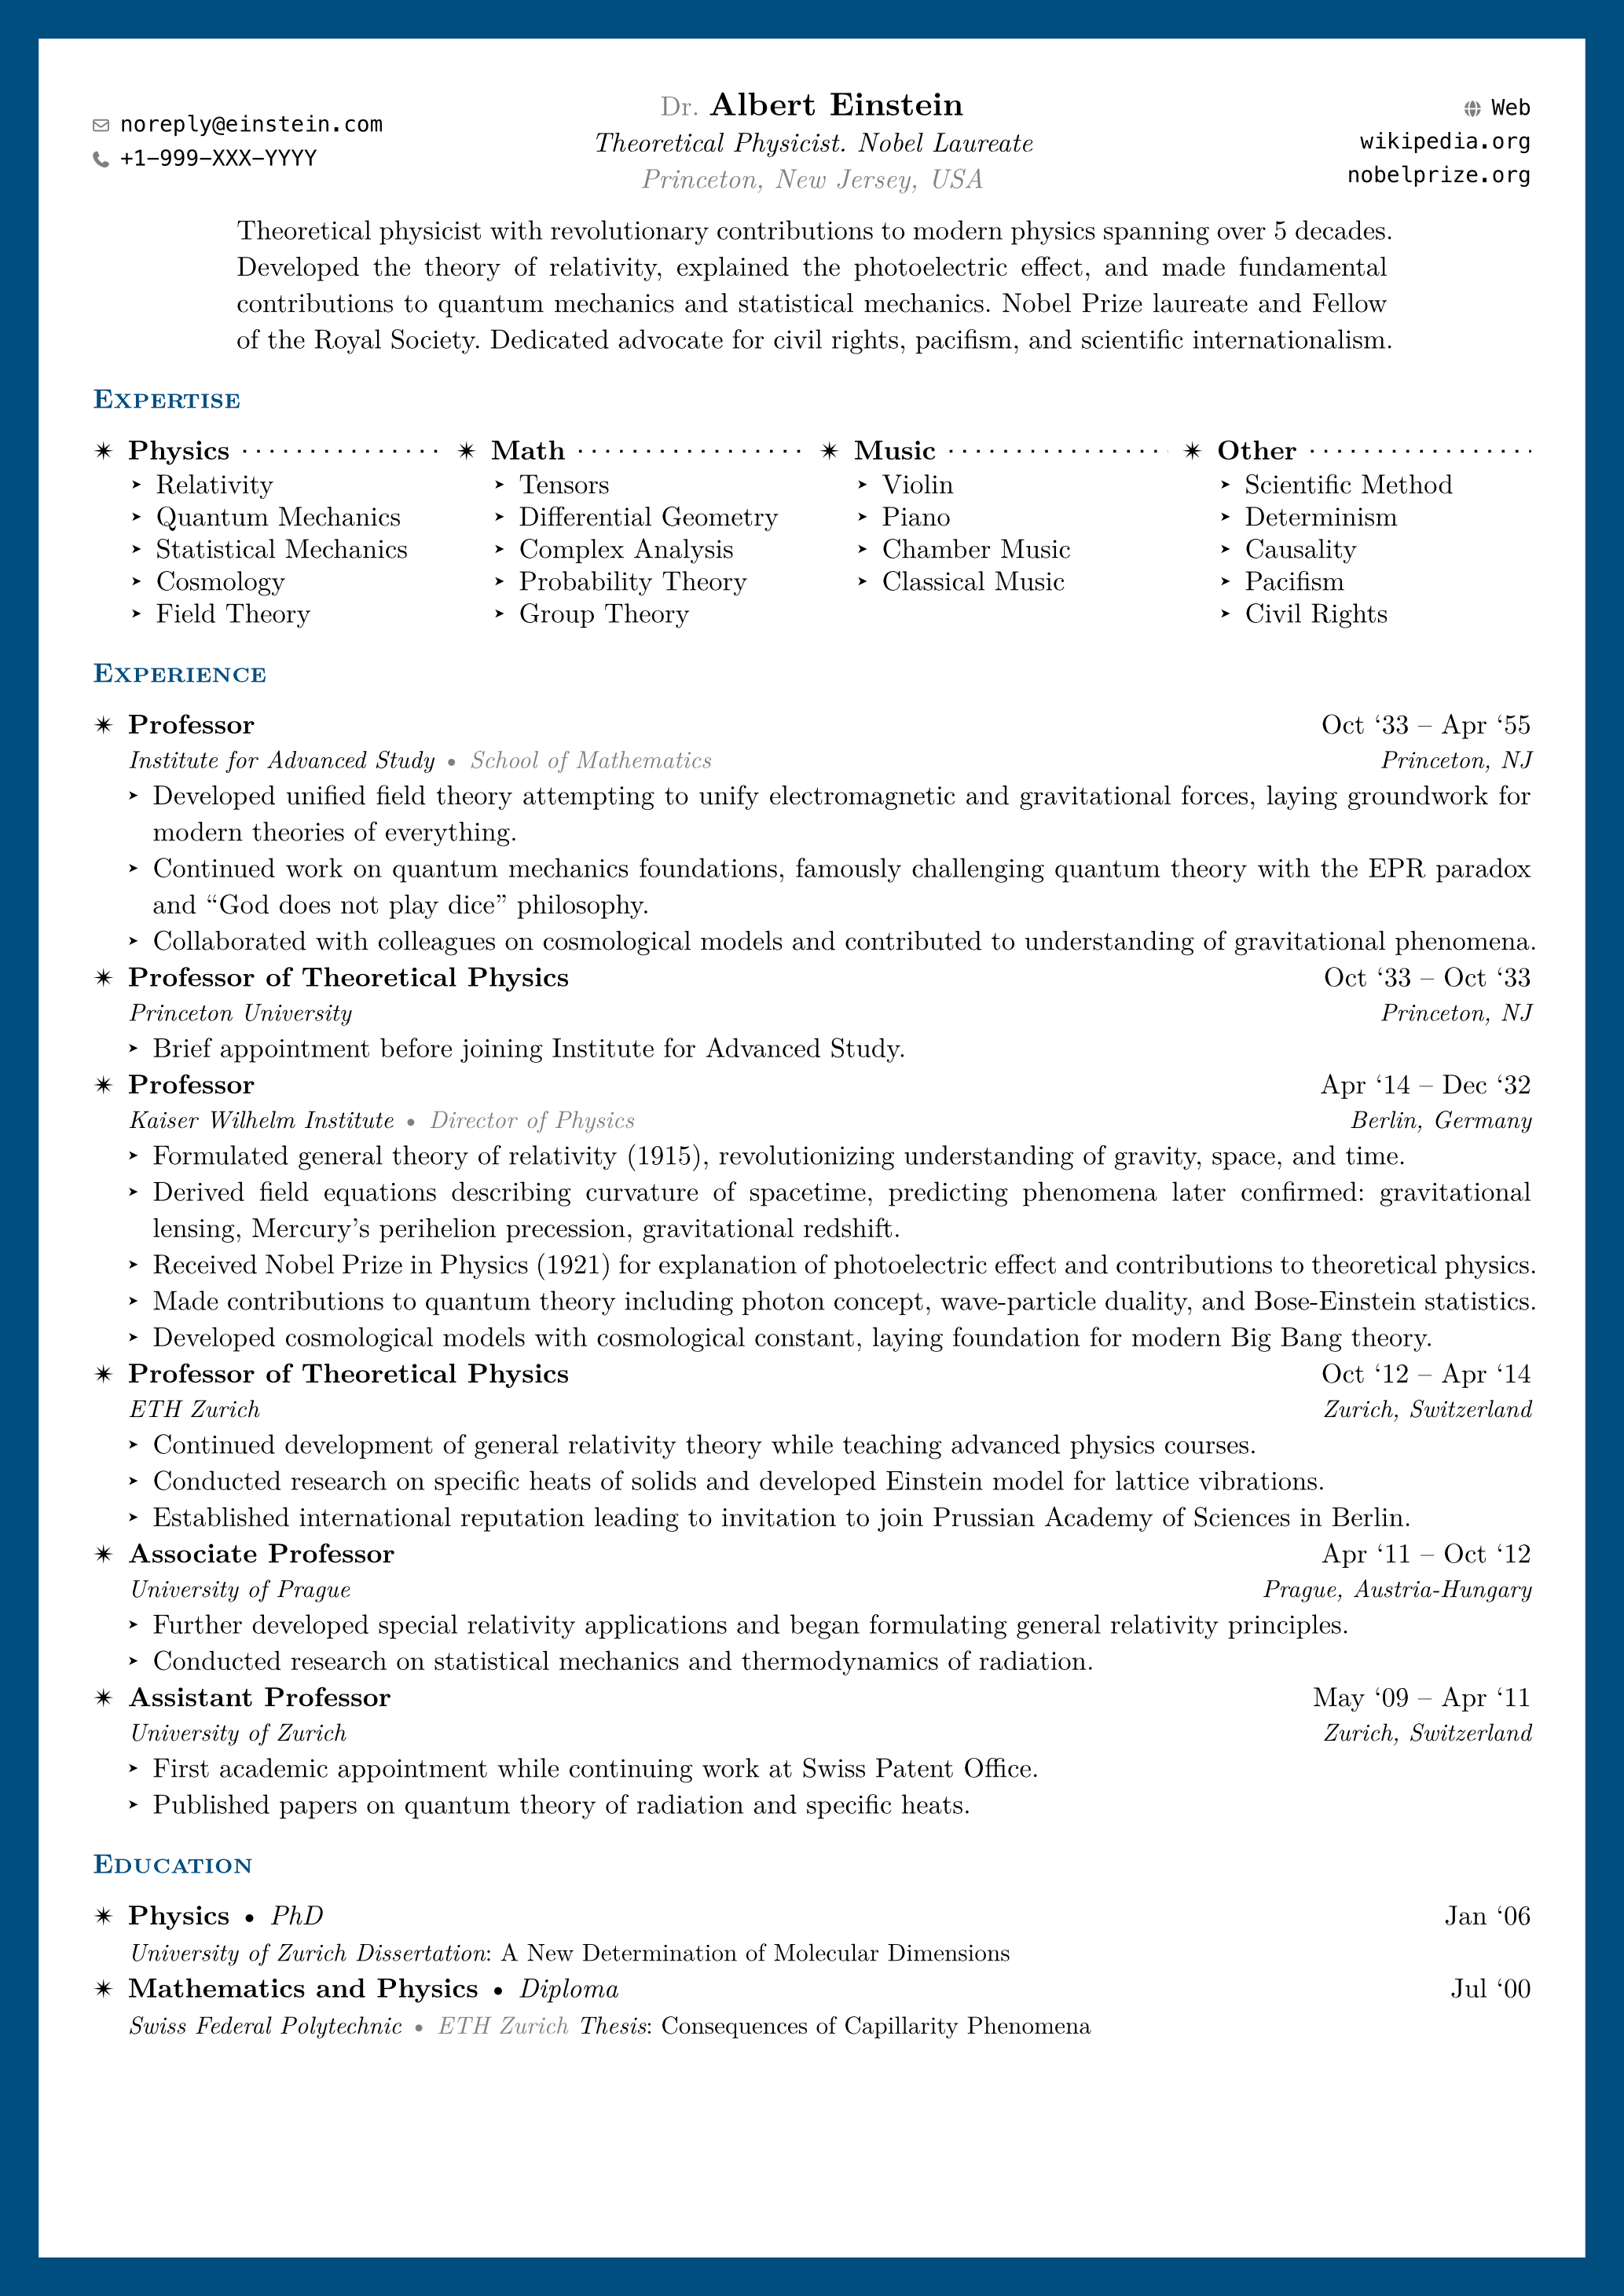 noreply@einstein.com
+1-999-XXX-YYYY
Dr. Albert Einstein
Theoretical Physicist. Nobel Laureate
Princeton, New Jersey, USA
Web
wikipedia.org
nobelprize.org
Theoretical physicist with revolutionary contributions to modern physics spanning over 5 decades.
Developed the theory of relativity, explained the photoelectric effect, and made fundamental
contributions to quantum mechanics and statistical mechanics. Nobel Prize laureate and Fellow
of the Royal Society. Dedicated advocate for civil rights, pacifism, and scientific internationalism.
Expertise
Physics
Relativity
Quantum Mechanics
Statistical Mechanics
Cosmology
Field Theory
Math
Tensors
Differential Geometry
Complex Analysis
Probability Theory
Group Theory
Music
Violin
Piano
Chamber Music
Classical Music
Other
Scientific Method
Determinism
Causality
Pacifism
Civil Rights
Experience
Professor Oct ‘33 – Apr ‘55
Institute for Advanced Study • School of Mathematics Princeton, NJ
➤ Developed unified field theory attempting to unify electromagnetic and gravitational forces, laying groundwork for
modern theories of everything.
➤ Continued work on quantum mechanics foundations, famously challenging quantum theory with the EPR paradox
and “God does not play dice” philosophy.
➤ Collaborated with colleagues on cosmological models and contributed to understanding of gravitational phenomena.
Professor of Theoretical Physics Oct ‘33 – Oct ‘33
Princeton University Princeton, NJ
➤ Brief appointment before joining Institute for Advanced Study.
Professor Apr ‘14 – Dec ‘32
Kaiser Wilhelm Institute • Director of Physics Berlin, Germany
➤ Formulated general theory of relativity (1915), revolutionizing understanding of gravity, space, and time.
➤ Derived field equations describing curvature of spacetime, predicting phenomena later confirmed: gravitational
lensing, Mercury’s perihelion precession, gravitational redshift.
➤ Received Nobel Prize in Physics (1921) for explanation of photoelectric effect and contributions to theoretical physics.
➤ Made contributions to quantum theory including photon concept, wave-particle duality, and Bose-Einstein statistics.
➤ Developed cosmological models with cosmological constant, laying foundation for modern Big Bang theory.
Professor of Theoretical Physics Oct ‘12 – Apr ‘14
ETH Zurich Zurich, Switzerland
➤ Continued development of general relativity theory while teaching advanced physics courses.
➤ Conducted research on specific heats of solids and developed Einstein model for lattice vibrations.
➤ Established international reputation leading to invitation to join Prussian Academy of Sciences in Berlin.
Associate Professor Apr ‘11 – Oct ‘12
University of Prague Prague, Austria-Hungary
➤ Further developed special relativity applications and began formulating general relativity principles.
➤ Conducted research on statistical mechanics and thermodynamics of radiation.
Assistant Professor May ‘09 – Apr ‘11
University of Zurich Zurich, Switzerland
➤ First academic appointment while continuing work at Swiss Patent Office.
➤ Published papers on quantum theory of radiation and specific heats.
Education
Physics • PhD Jan ‘06
University of Zurich Dissertation: A New Determination of Molecular Dimensions
Mathematics and Physics • Diploma Jul ‘00
Swiss Federal Polytechnic • ETH Zurich Thesis: Consequences of Capillarity Phenomena